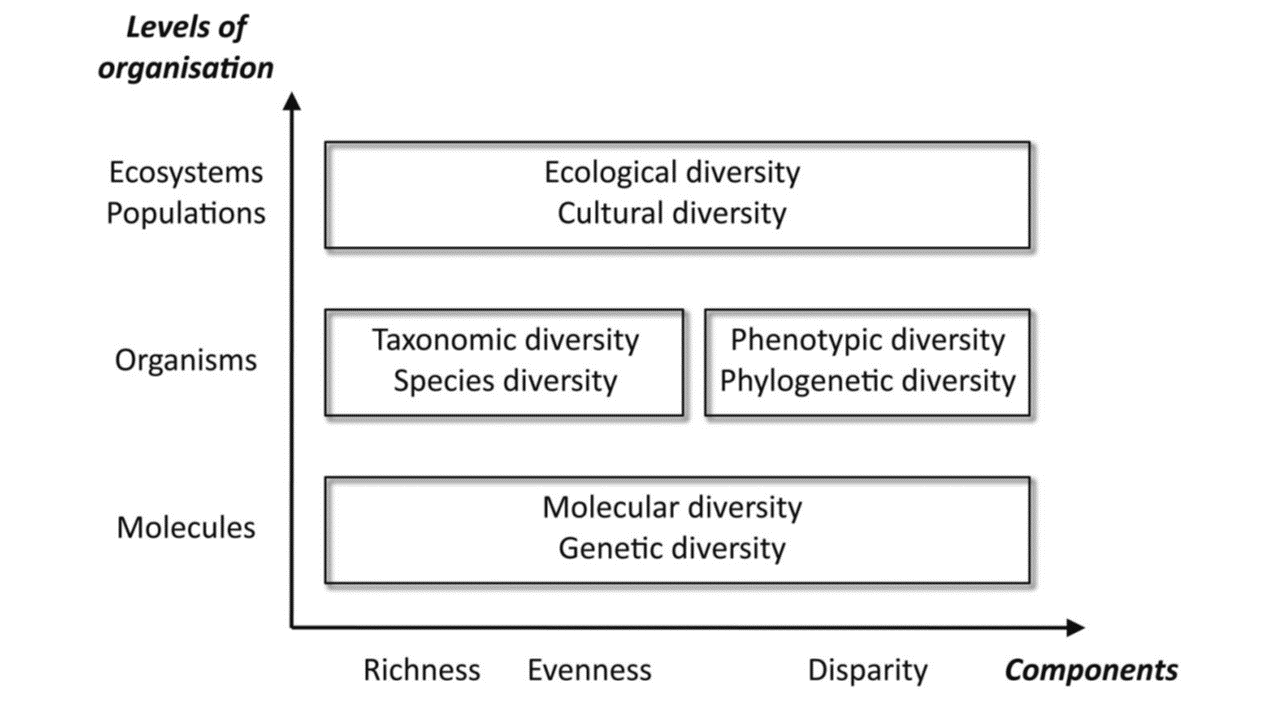 Levels of
organisation
Ecosystems
Populations
Ecological diversity
Cultural diversity
Organisms
Taxonomic diversity
Species diversity
Phenotypic diversity
Phylogenetic diversity
Molecules
Molecular diversity
Genetic diversity
Richness
Evenness
Disparity
Components